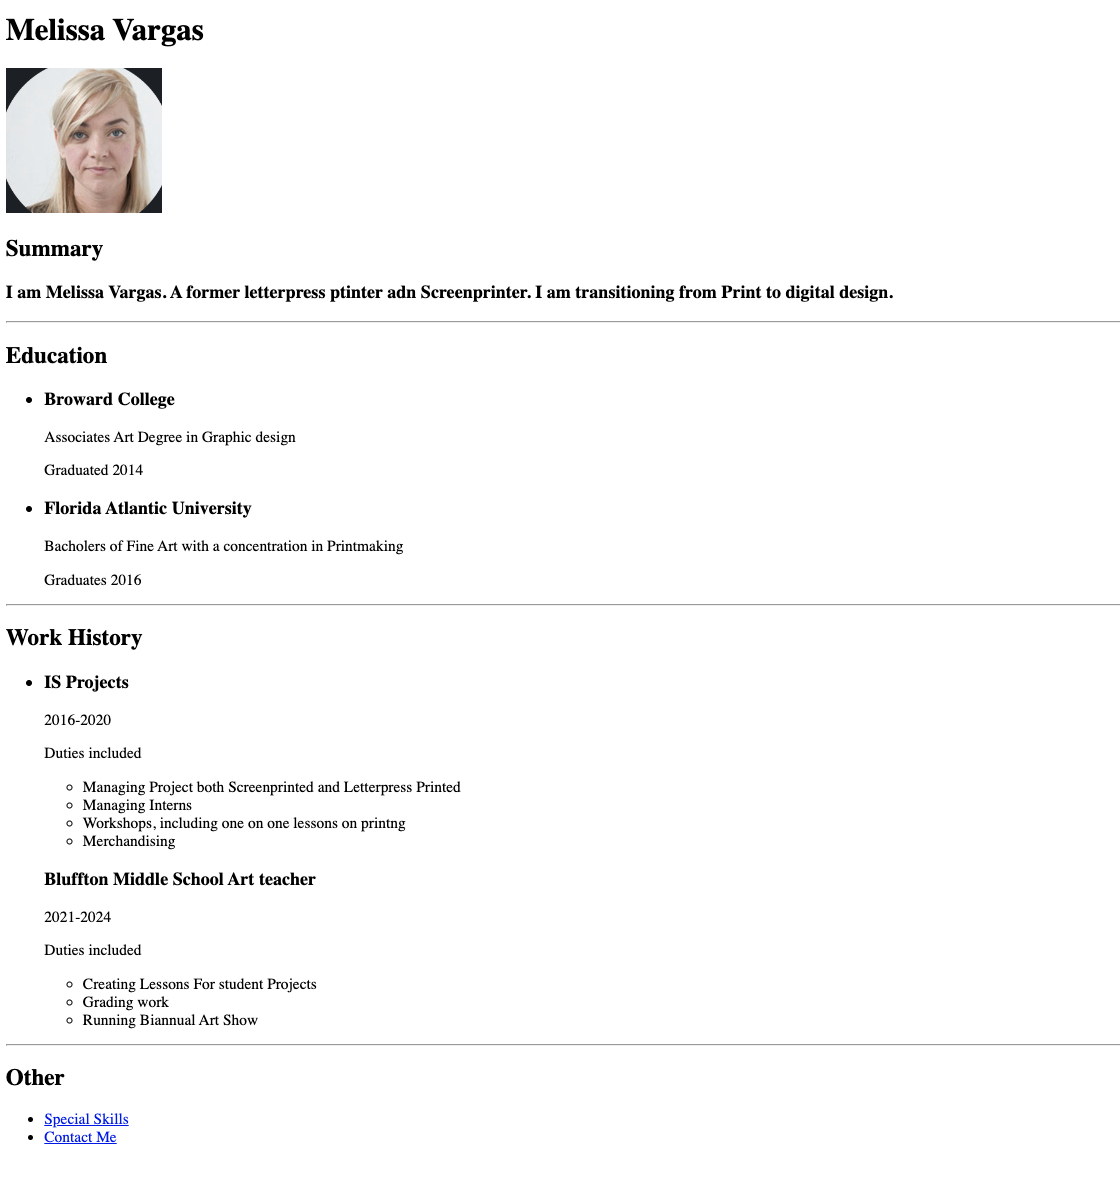 Melissa Vargas
Summary
I am Melissa Vargas. A former letterpress ptinter adn Screenprinter. I am transitioning from Print to digital design.
Education
Broward College
Associates Art Degree in Graphic design
Graduated 2014
Florida Atlantic University
Bacholers of Fine Art with a concentration in Printmaking
Graduates 2016
Work History
IS Projects
2016-2020
Duties included
Managing Project both Screenprinted and Letterpress Printed
Managing Interns
Workshops, including one on one lessons on printng
Merchandising
Bluffton Middle School Art teacher
2021-2024
Duties included
Creating Lessons For student Projects
Grading work
Running Biannual Art Show
Other
Special Skills
Contact Me